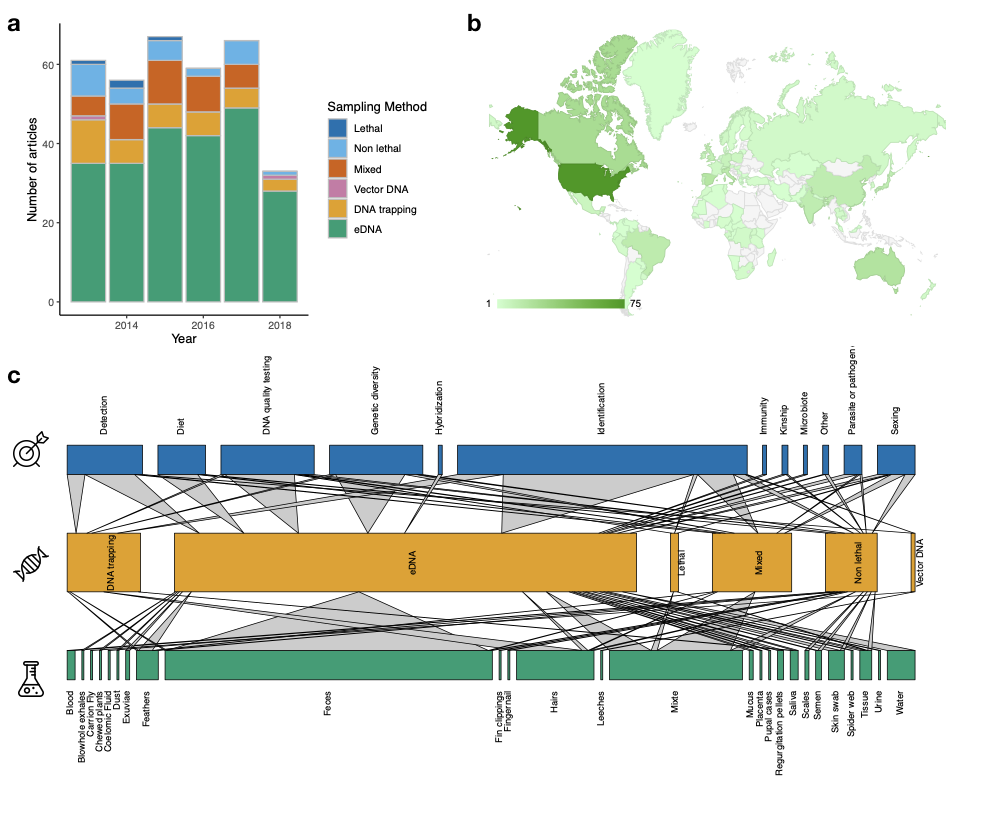 a
Number of articles
60
40
20
0
2014
2016
2018
Year
Sampling Method
Lethal
Non lethal
Mixed
Vector DNA
DNA trapping
eDNA
b
1
75
c
Detection
Diet
DNA quality testing
Genetic diversity
Hybridization
Identification
Immunity
Kinship
Microbiote
Other
Parasite or pathogen
Sexing
DNA trapping
eDNA
Lethal
Mixed
Non lethal
Vector DNA
Blood
Blowhole exhales
Carrion Fly
Chewed plants
Coelomic Fluid
Dust
Exuviae
Feathers
Feces
Fin clippings
Fingernail
Hairs
Leeches
Mixte
Mucus
Placenta
Pupal cases
Regurgitation pellets
Saliva
Scales
Semen
Skin swab
Spider web
Tissue
Urine
Water